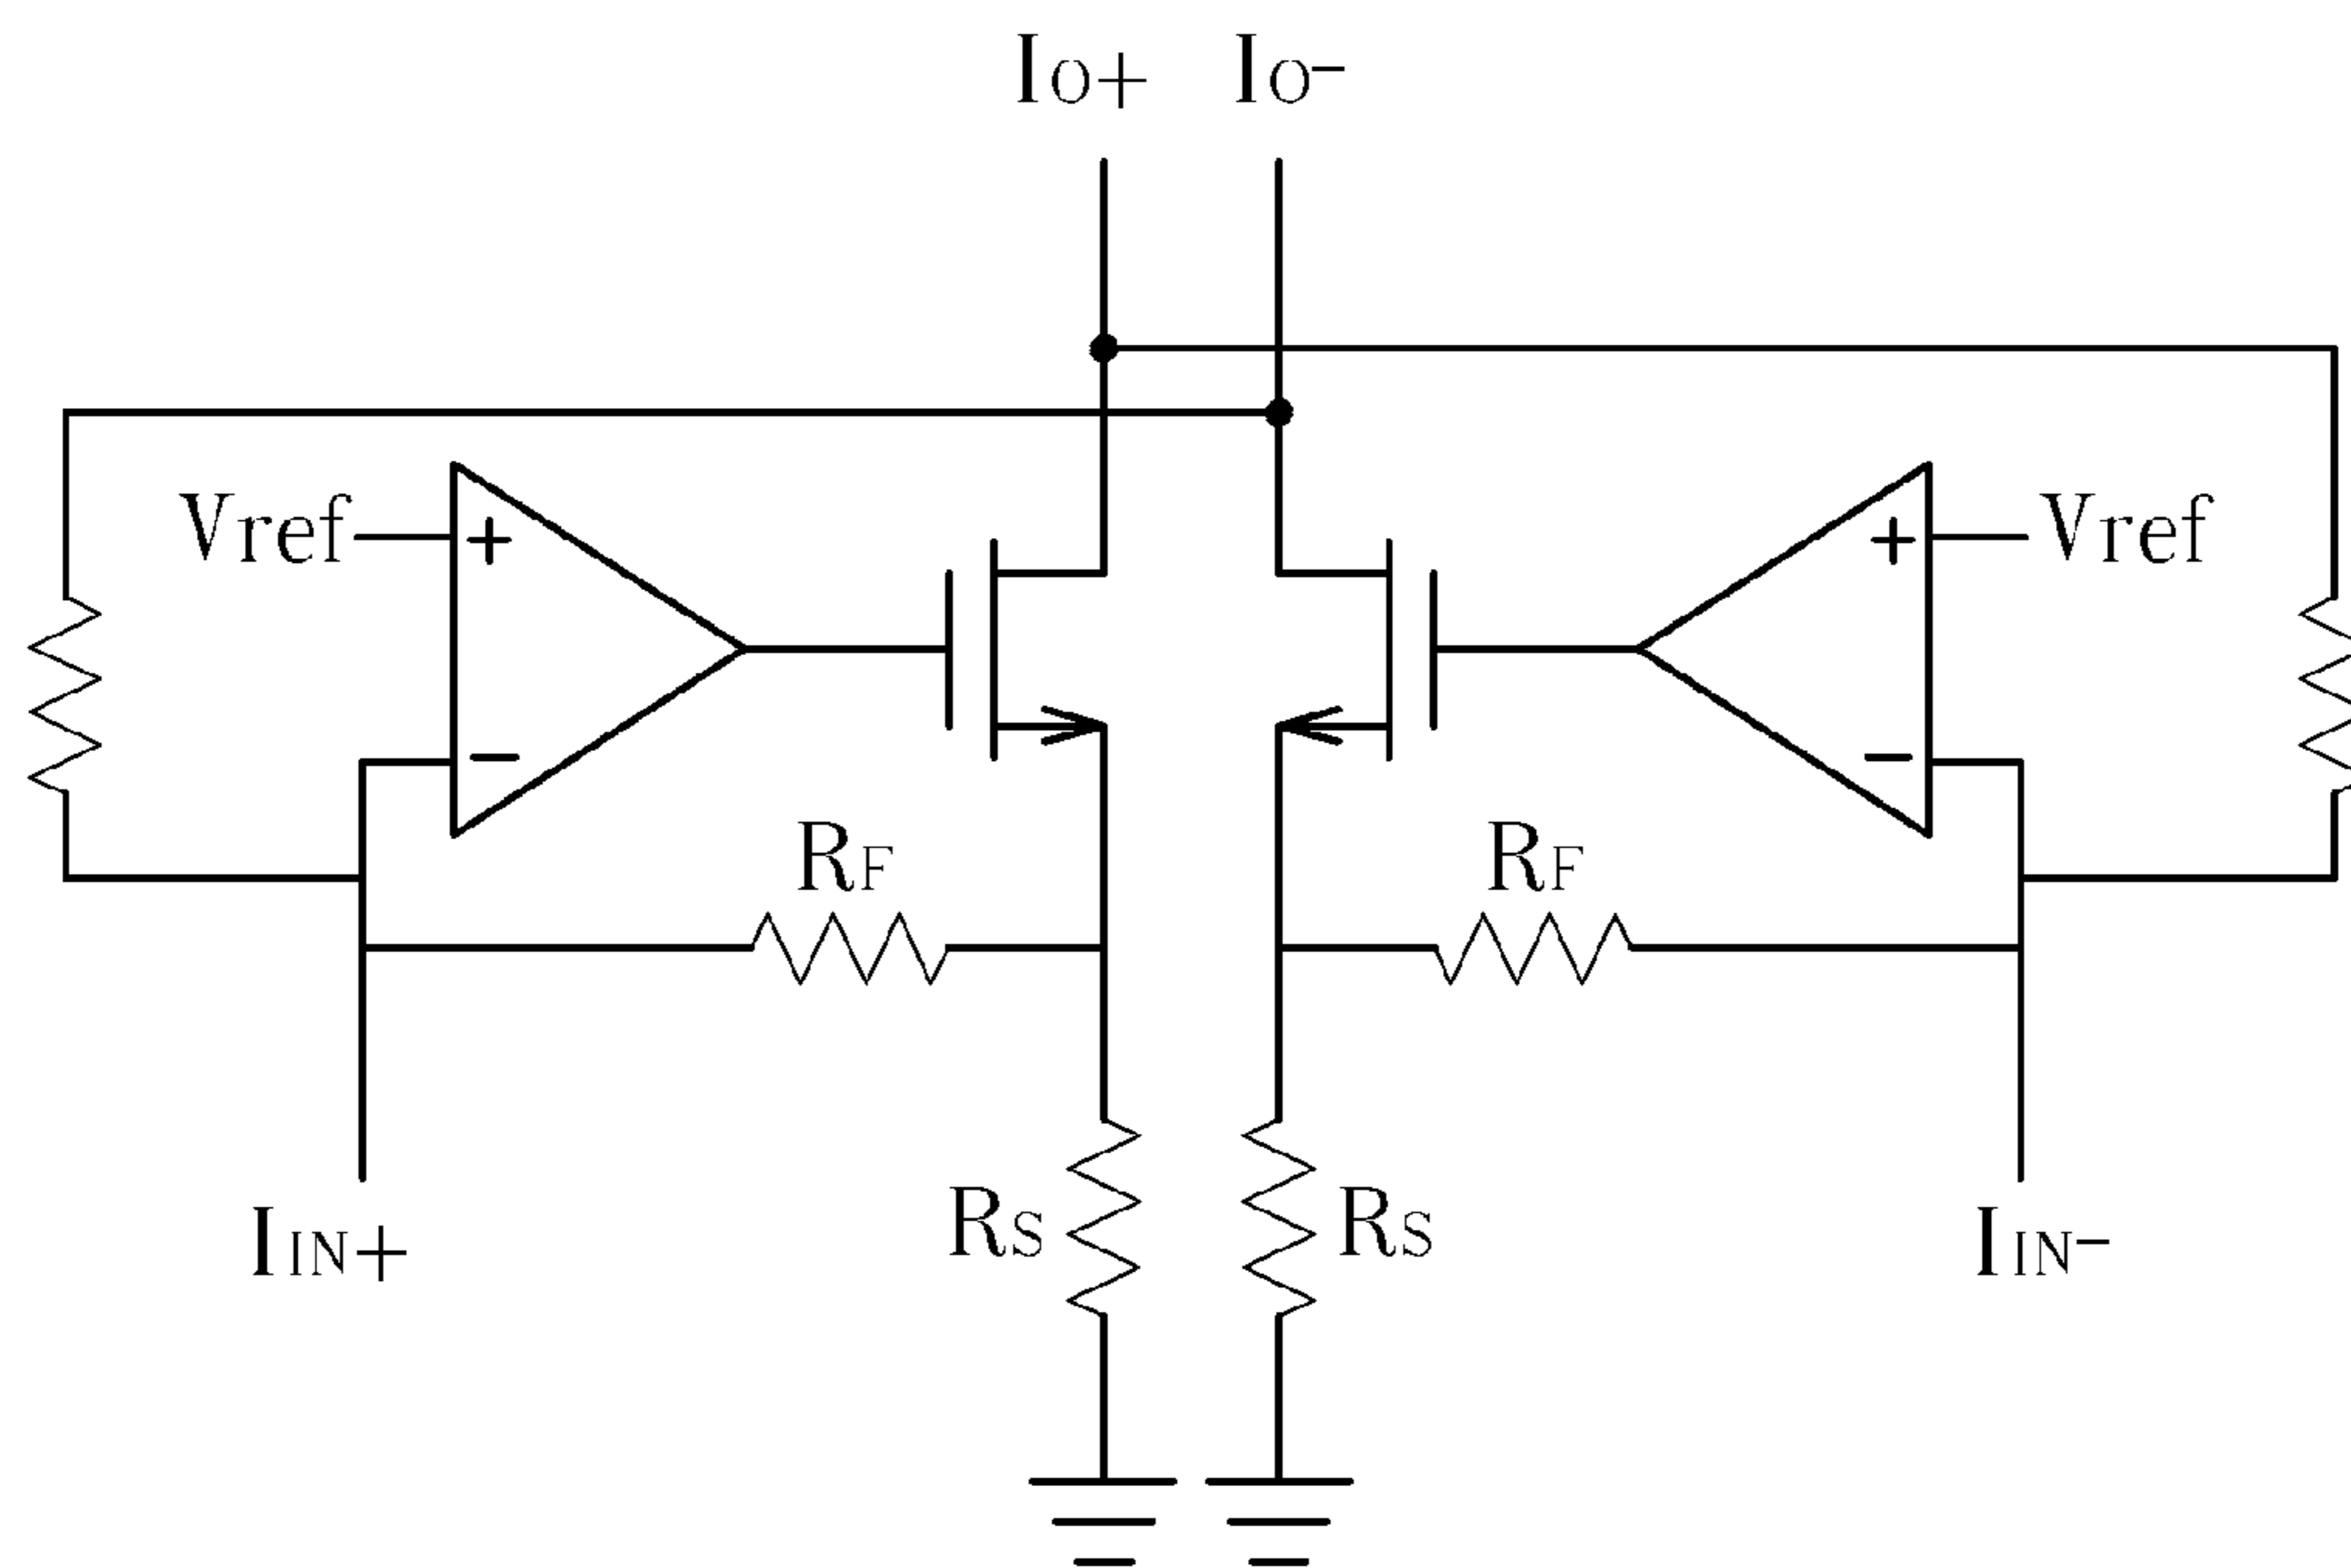 IO+ IO-
Vref + + Vref
- -
RF RF
RS RS
IIN+ IIN-